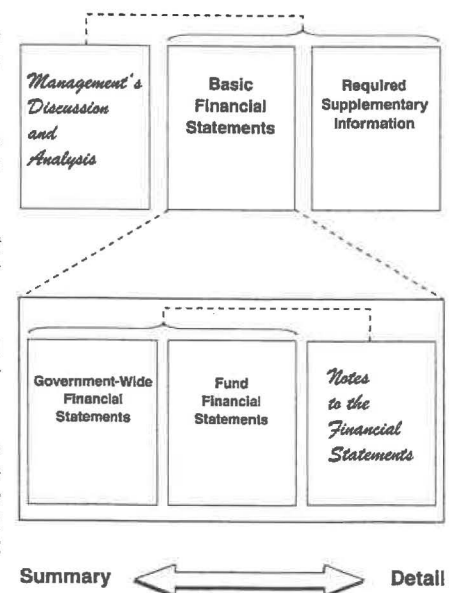 Management's
Discussion
and
Analysis
Basic
Financial
Statements
Required
Supplementary
Information
Government-Wide
Financial
Statements
Fund
Financial
Statements
Notes
to the
Financial
Statements
Summary
Detail